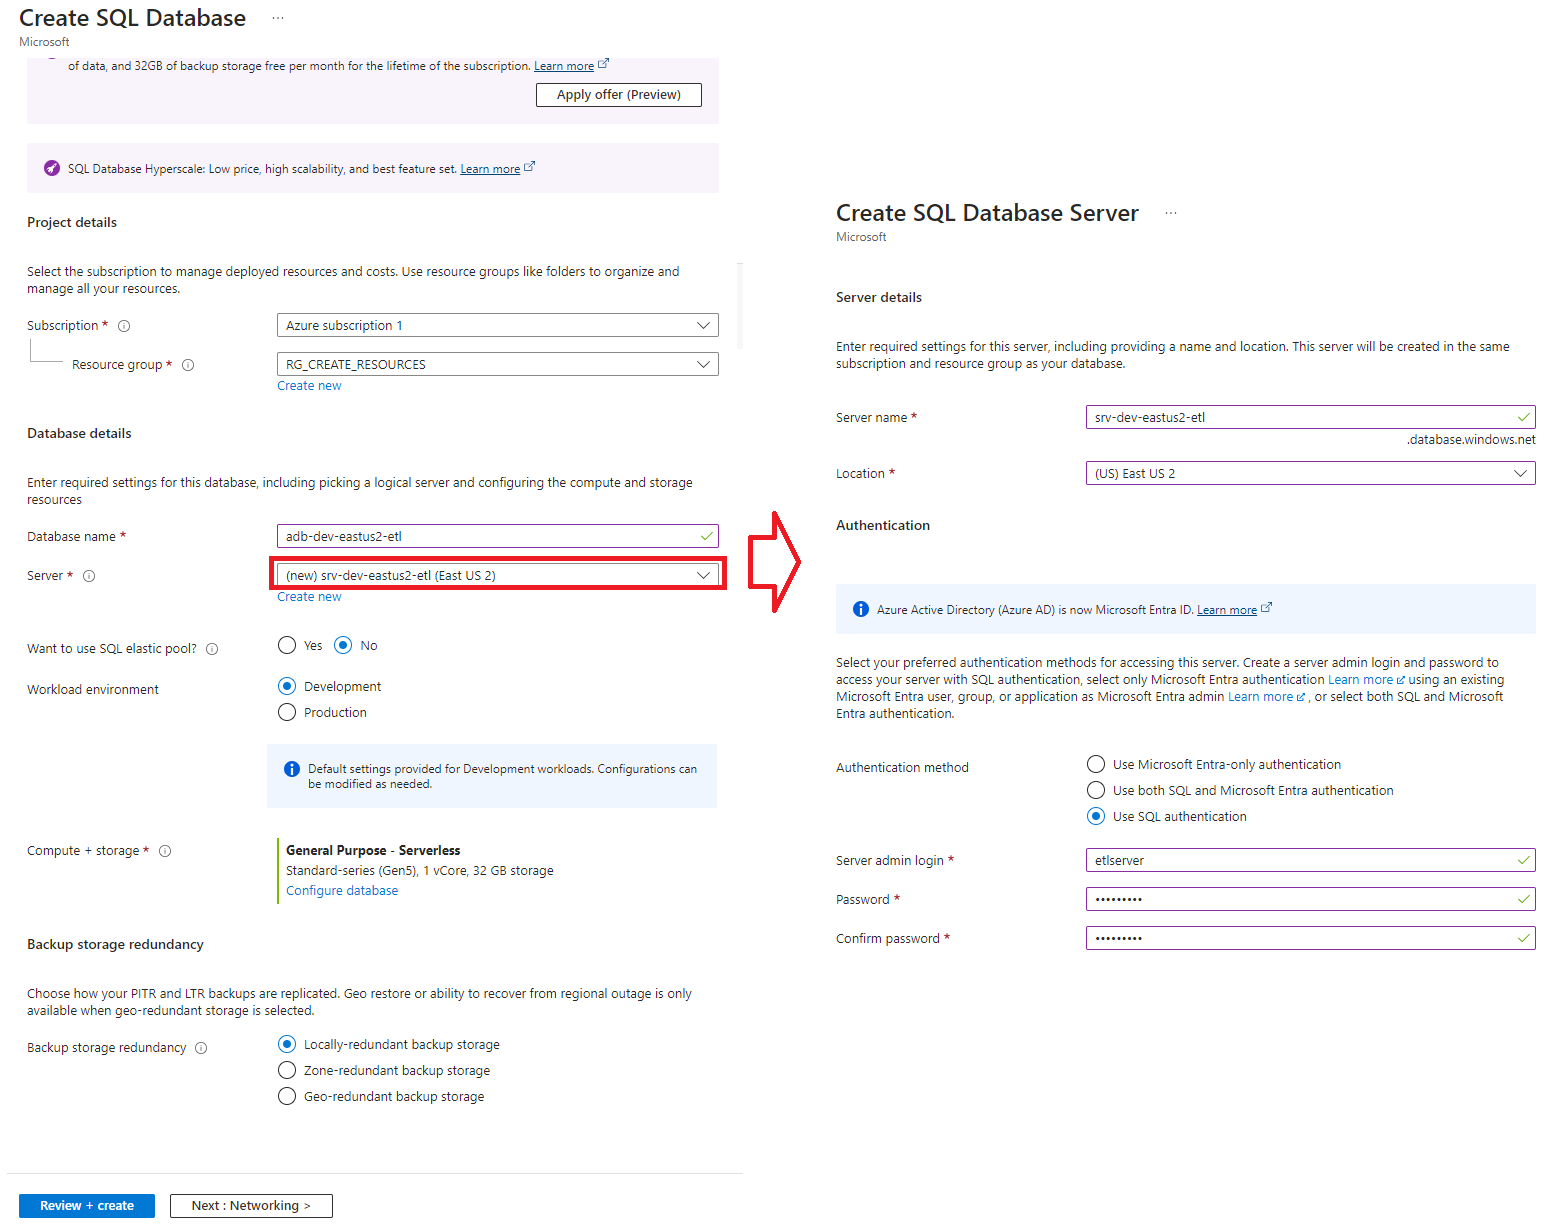 Create SQL Database ...
Microsoft
of data, and 32GB of backup storage free per month for the lifetime of the subscription. Learn more
Apply offer (Preview)
SQL Database Hyperscale: Low price, high scalability, and best feature set. Learn more
Project details
Select the subscription to manage deployed resources and costs. Use resource groups like folders to organize and
manage all your resources.
Subscription *
Azure subscription 1
Resource group *
RG_CREATE_RESOURCES
Create new
Database details
Enter required settings for this database, including picking a logical server and configuring the compute and storage
resources
Database name *
adb-dev-eastus2-etl
Server *
(new) srv-dev-eastus2-etl (East US 2)
Create new
Want to use SQL elastic pool?
Yes
No
Workload environment
Development
Production
Default settings provided for Development workloads. Configurations can
be modified as needed.
Compute + storage *
General Purpose - Serverless
Standard-series (Gen5), 1 vCore, 32 GB storage
Configure database
Backup storage redundancy
Choose how your PITR and LTR backups are replicated. Geo restore or ability to recover from regional outage is only
available when geo-redundant storage is selected.
Backup storage redundancy
Locally-redundant backup storage
Zone-redundant backup storage
Geo-redundant backup storage
Review + create
Next : Networking >
Create SQL Database Server ...
Microsoft
Server details
Enter required settings for this server, including providing a name and location. This server will be created in the same
subscription and resource group as your database.
Server name *
srv-dev-eastus2-etl
.database.windows.net
Location *
(US) East US 2
Authentication
Azure Active Directory (Azure AD) is now Microsoft Entra ID. Learn more
Select your preferred authentication methods for accessing this server. Create a server admin login and password to
access your server with SQL authentication, select only Microsoft Entra authentication Learn more using an existing
Microsoft Entra user, group, or application as Microsoft Entra admin Learn more , or select both SQL and Microsoft
Entra authentication.
Authentication method
Use Microsoft Entra-only authentication
Use both SQL and Microsoft Entra authentication
Use SQL authentication
Server admin login *
etlserver
Password *
•••••••••
Confirm password *
•••••••••